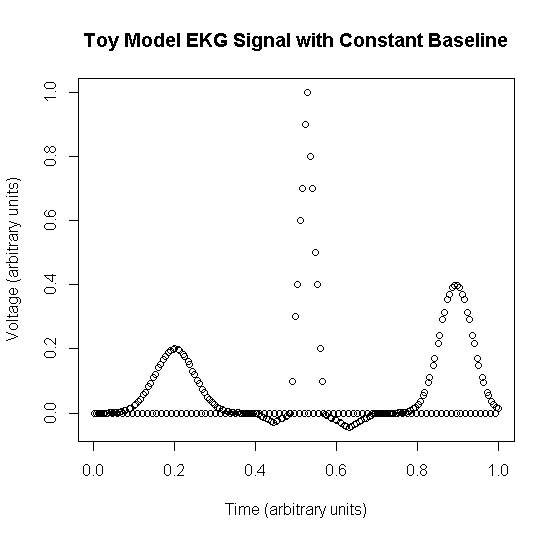 Toy Model EKG Signal with Constant Baseline
Voltage (arbitrary units)
1.0
0.8
0.6
0.4
0.2
0.0
0.0 0.2 0.4 0.6 0.8 1.0
Time (arbitrary units)